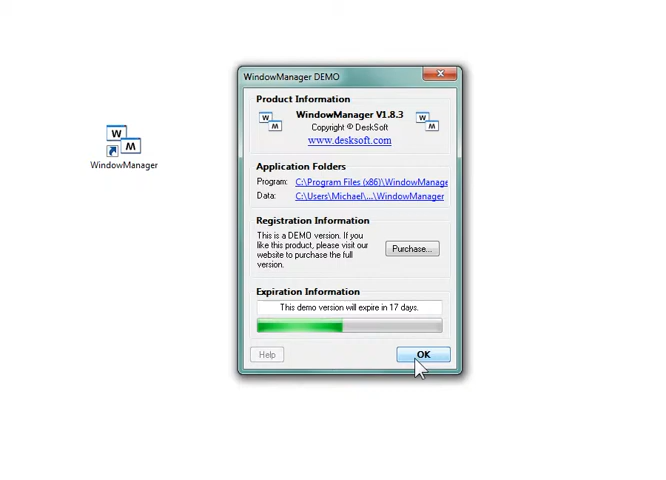 WindowManager DEMO
Product Information
W M
WindowManager V1.8.3
W M
Copyright © DeskSoft
www.desksoft.com
W M
WindowManager
Application Folders
Program: C:\Program Files (x86)\WindowManage
Data: C:\Users\Michael\...\WindowManager
Registration Information
This is a DEMO version. If you
like this product, please visit our
website to purchase the full
version.
Purchase...
Expiration Information
This demo version will expire in 17 days.
Help
OK